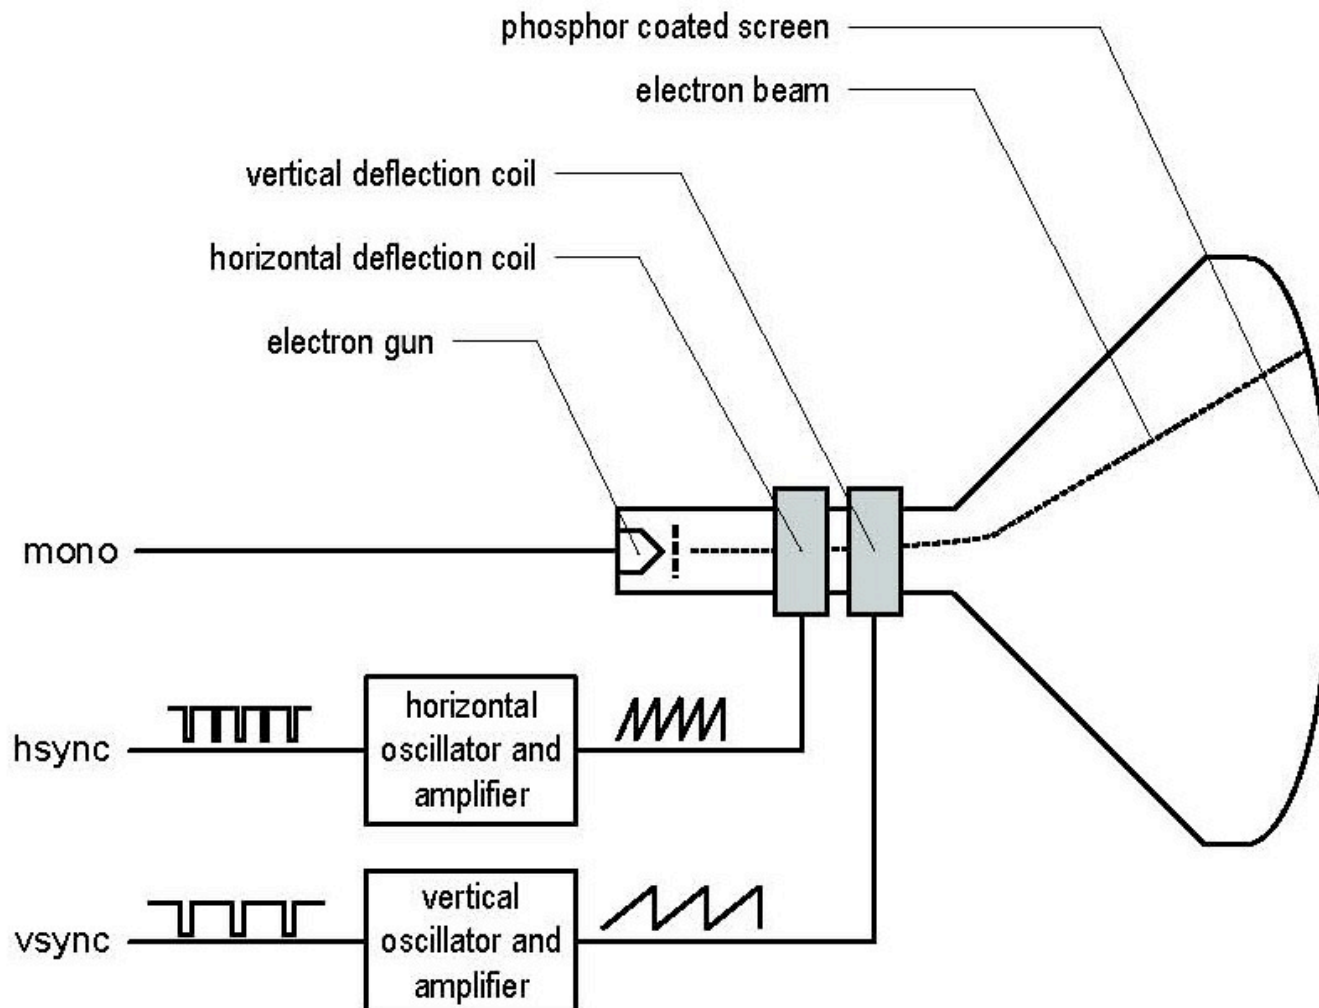 phosphor coated screen
electron beam
vertical deflection coil
horizontal deflection coil
electron gun
mono
hsync
horizontal
oscillator and
amplifier
vsync
vertical
oscillator and
amplifier